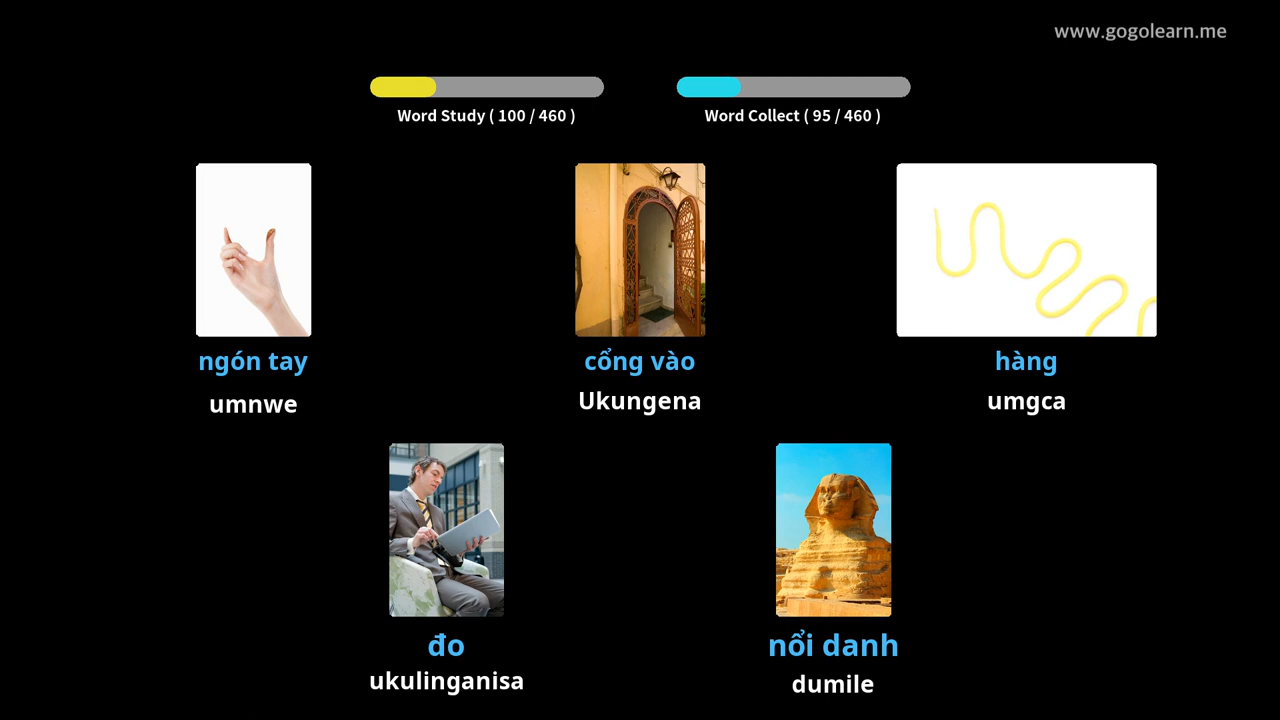 www.gogolearn.me
Word Study ( 100 / 460 )
Word Collect ( 95 / 460 )
ngón tay
umnwe
cổng vào
Ukungena
hàng
umgca
đo
ukulinganisa
nổi danh
dumile